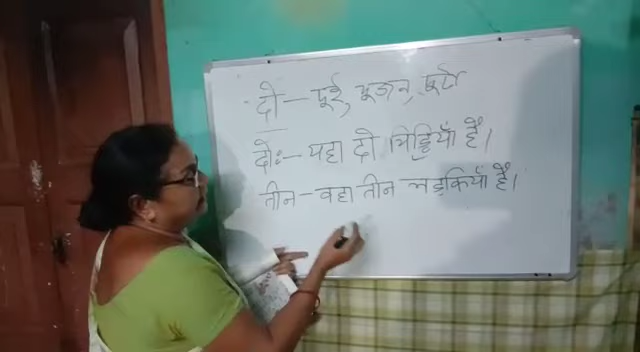 दो — दुई, दूजन, दूटो
दो:— यहा दो चिड़ियाँ है।
तीन — वहा तीन लड़कियाँ है।